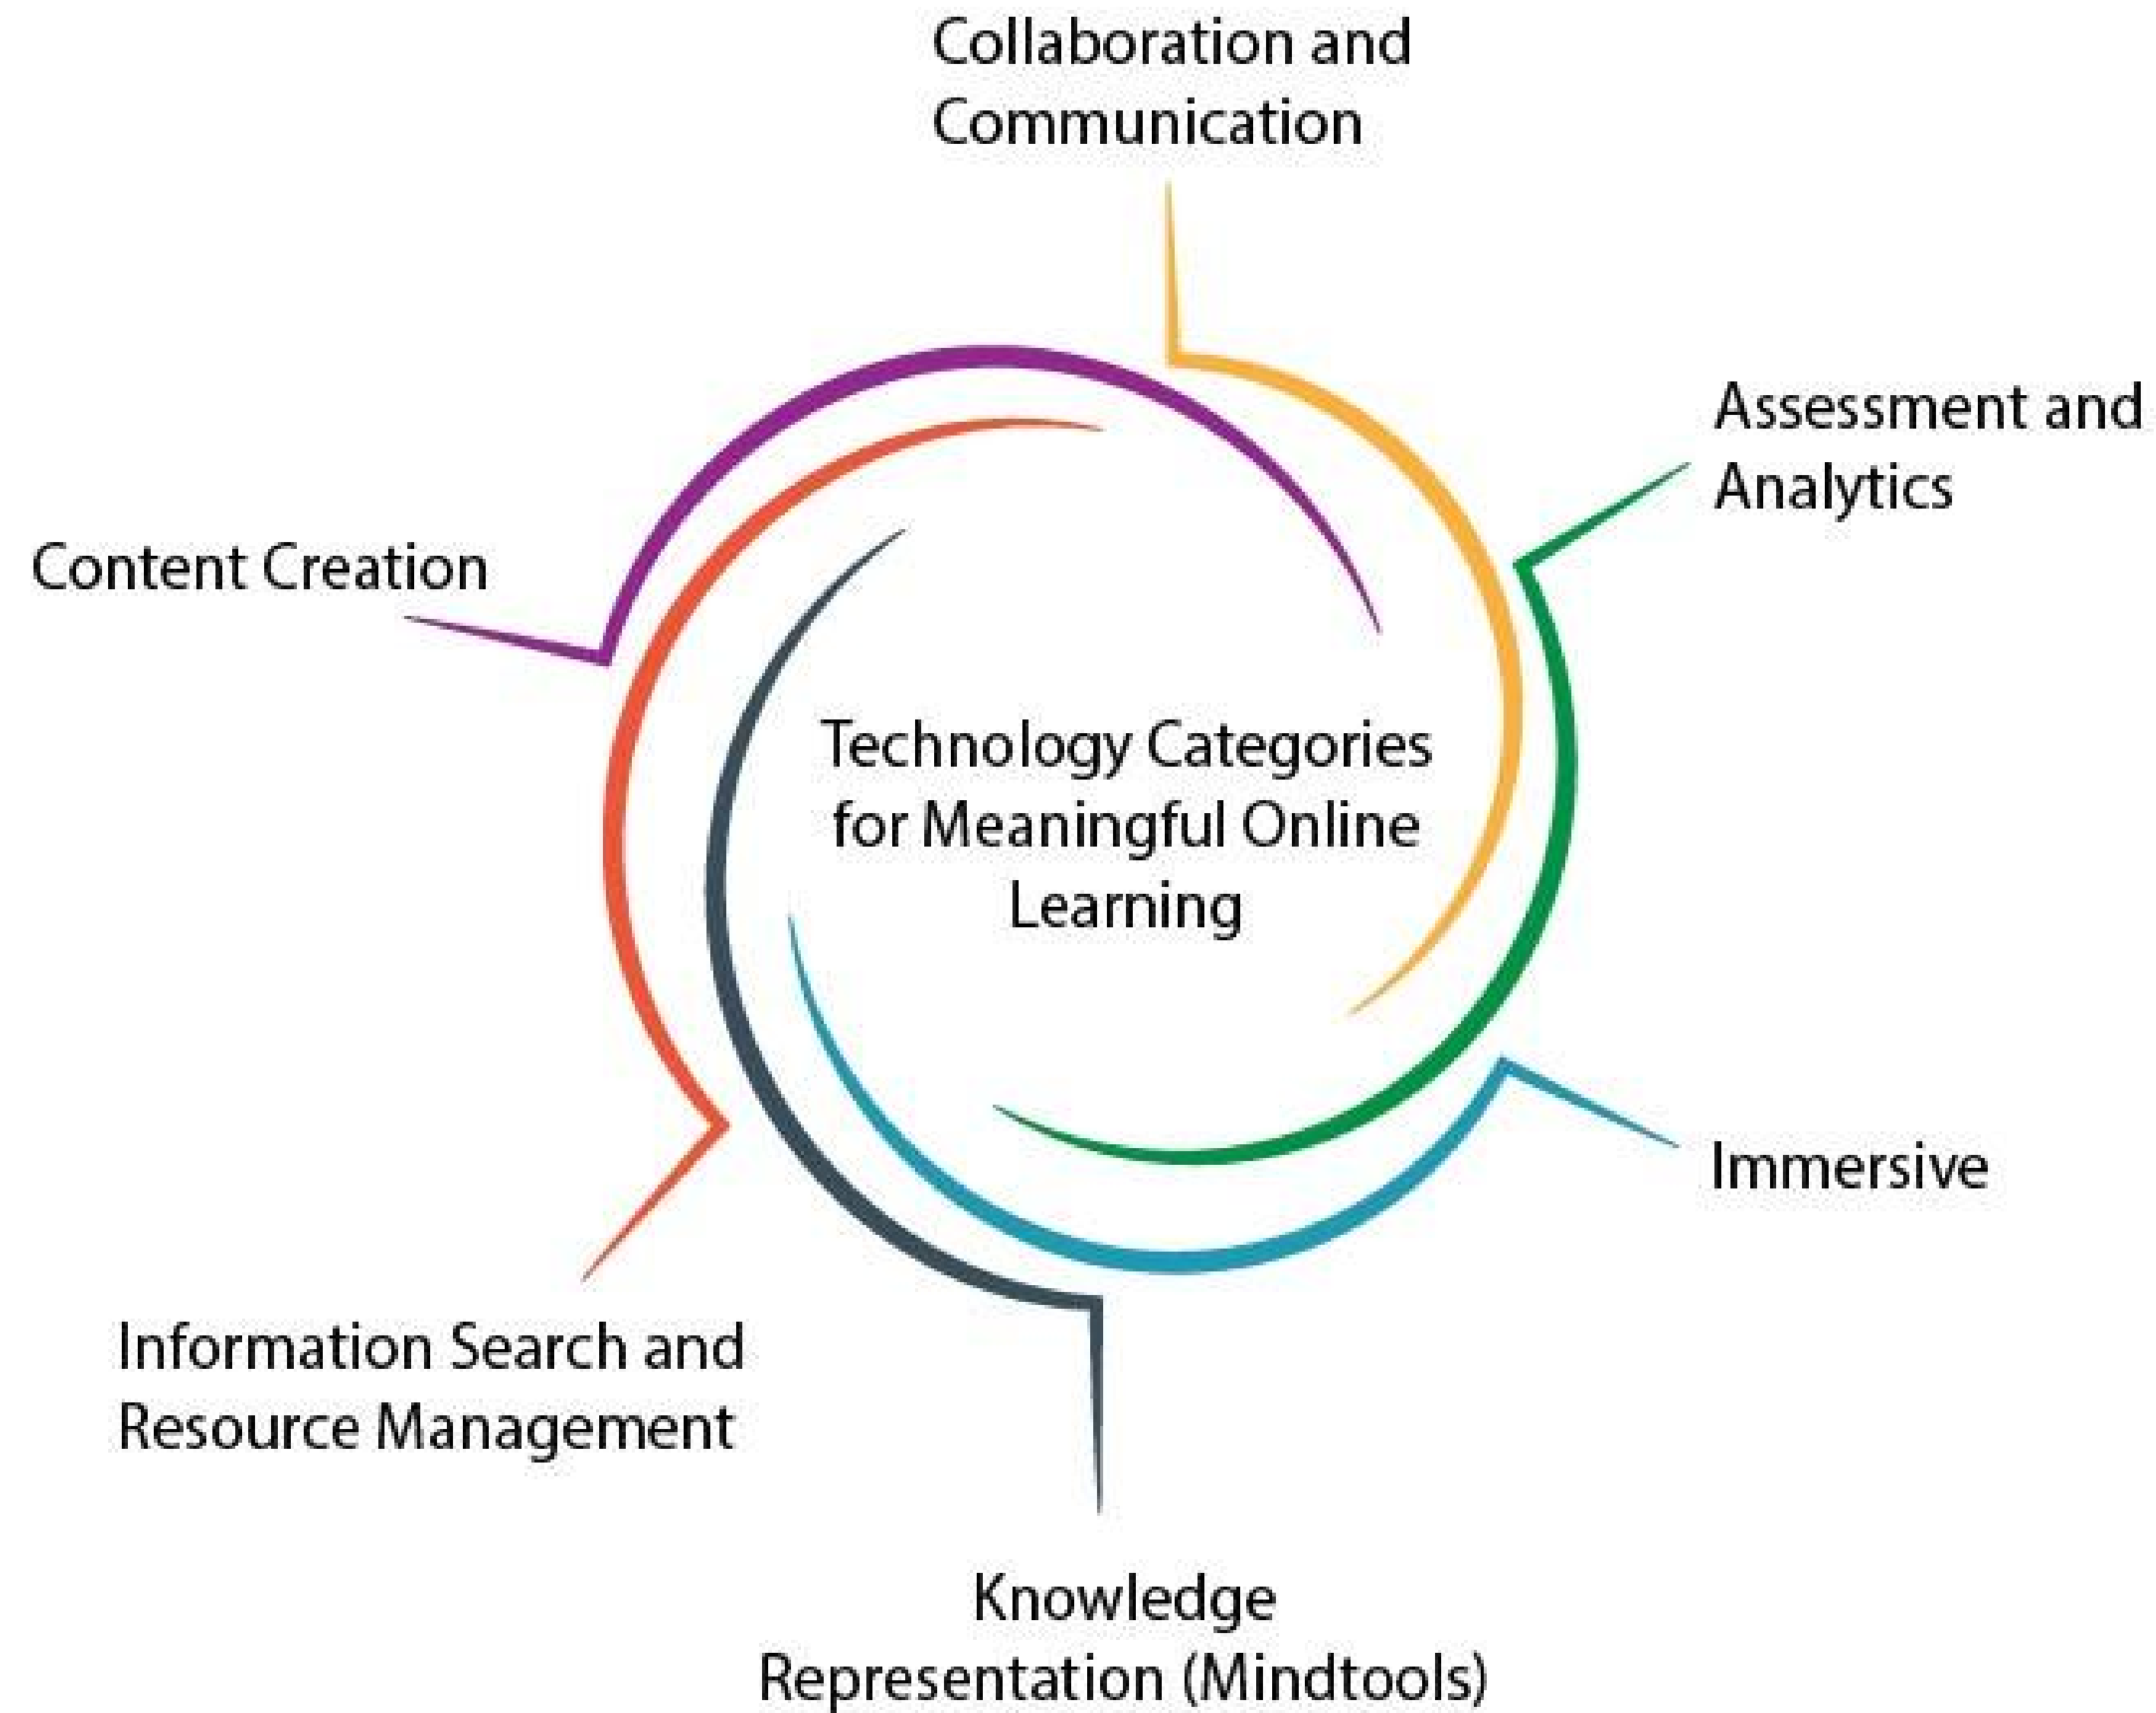 Collaboration and
Communication
Assessment and
Analytics
Content Creation
Technology Categories
for Meaningful Online
Learning
Immersive
Information Search and
Resource Management
Knowledge
Representation (Mindtools)